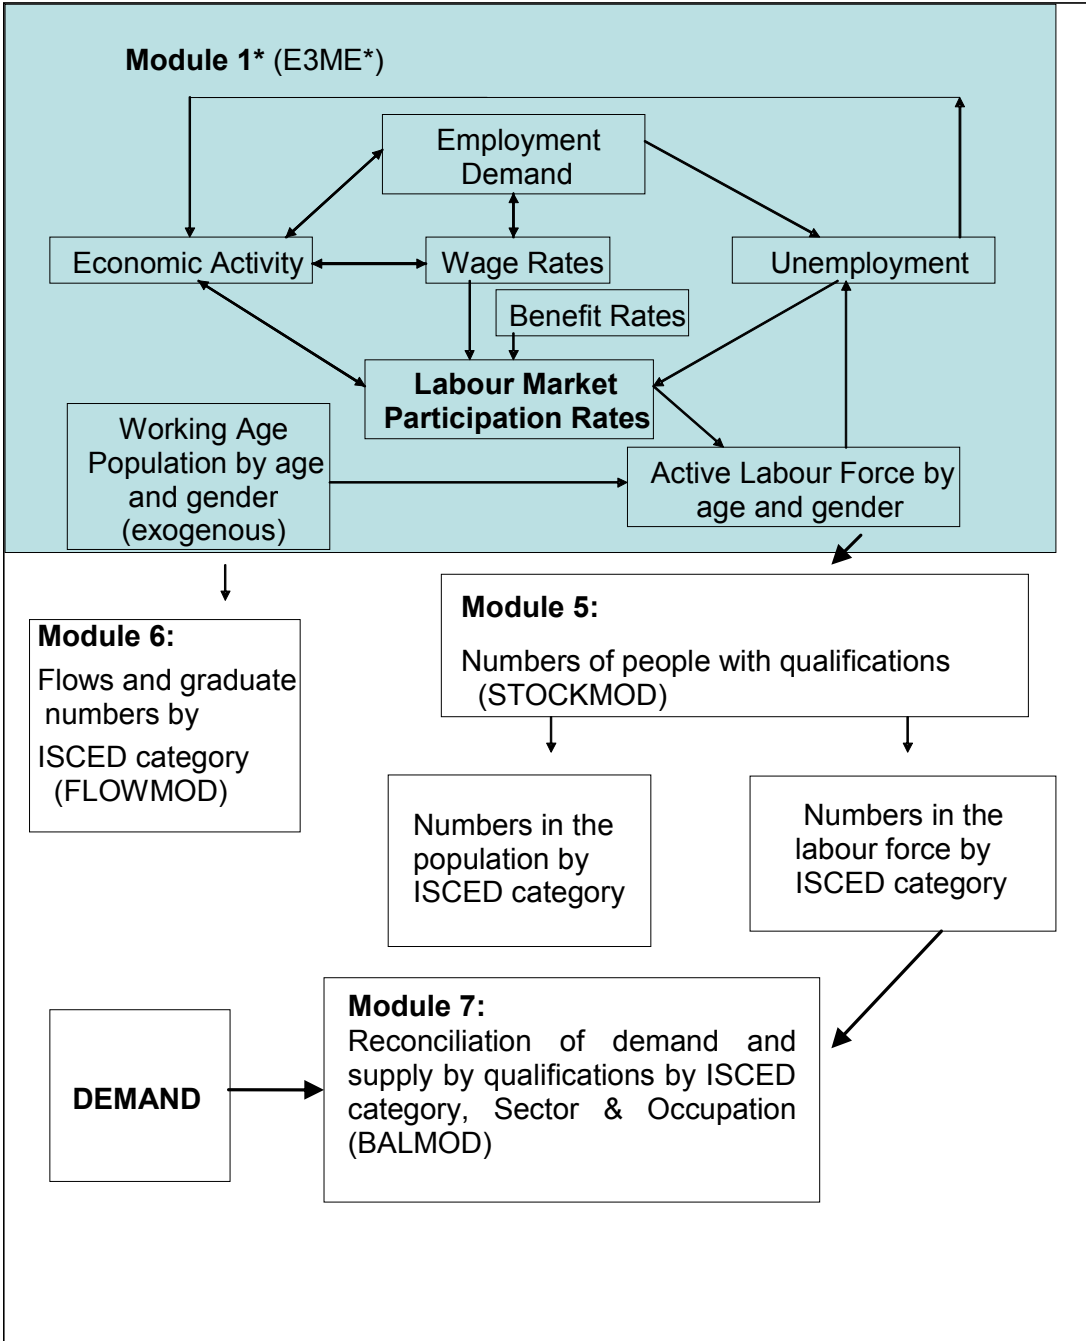 Module 1* (E3ME*)
Employment
Demand
Economic Activity
Wage Rates
Unemployment
Benefit Rates
Labour Market
Participation Rates
Working Age
Population by age
and gender
(exogenous)
Active Labour Force by
age and gender
Module 6:
Flows and graduate
numbers by
ISCED category
(FLOWMOD)
Module 5:
Numbers of people with qualifications
(STOCKMOD)
Numbers in the
population by
ISCED category
Numbers in the
labour force by
ISCED category
DEMAND
Module 7:
Reconciliation of demand and
supply by qualifications by ISCED
category, Sector & Occupation
(BALMOD)